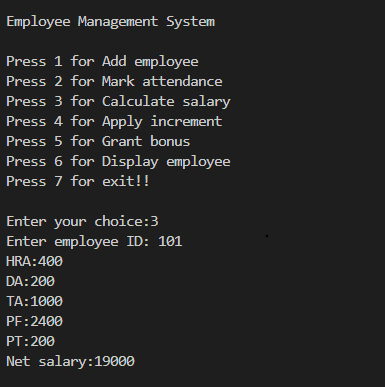 Employee Management System
Press 1 for Add employee
Press 2 for Mark attendance
Press 3 for Calculate salary
Press 4 for Apply increment
Press 5 for Grant bonus
Press 6 for Display employee
Press 7 for exit!!
Enter your choice:3
Enter employee ID: 101
HRA:400
DA:200
TA:1000
PF:2400
PT:200
Net salary:19000